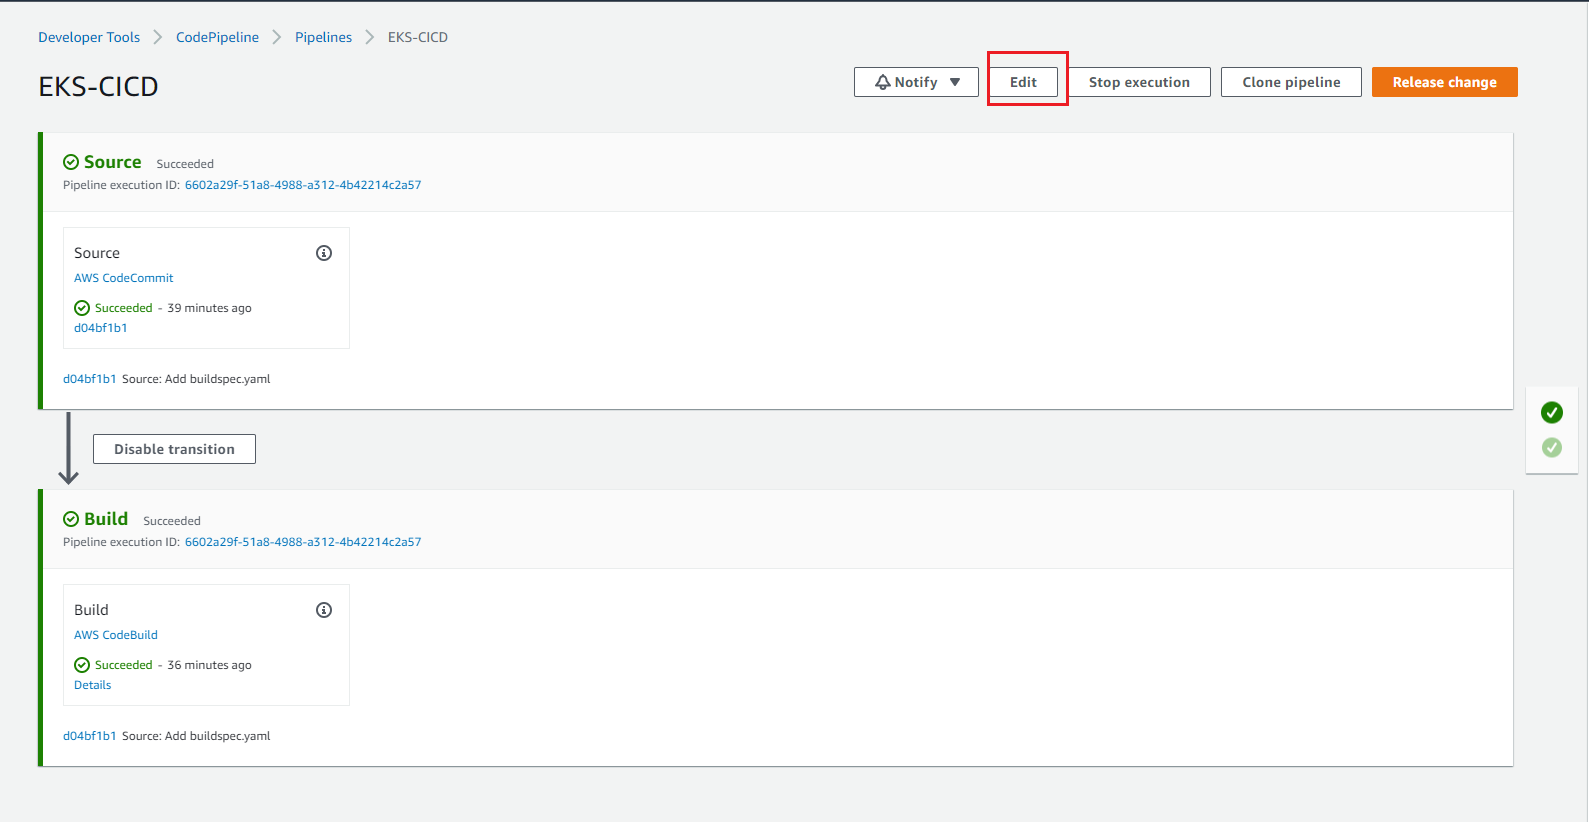 Developer Tools CodePipeline Pipelines EKS-CICD
EKS-CICD
Notify Edit Stop execution Clone pipeline Release change
Source Succeeded
Pipeline execution ID: 6602a29f-51a8-4988-a312-4b42214c2a57
Source
AWS CodeCommit
Succeeded - 39 minutes ago
d04bf1b1
d04bf1b1 Source: Add buildspec.yaml
Disable transition
Build Succeeded
Pipeline execution ID: 6602a29f-51a8-4988-a312-4b42214c2a57
Build
AWS CodeBuild
Succeeded - 36 minutes ago
Details
d04bf1b1 Source: Add buildspec.yaml